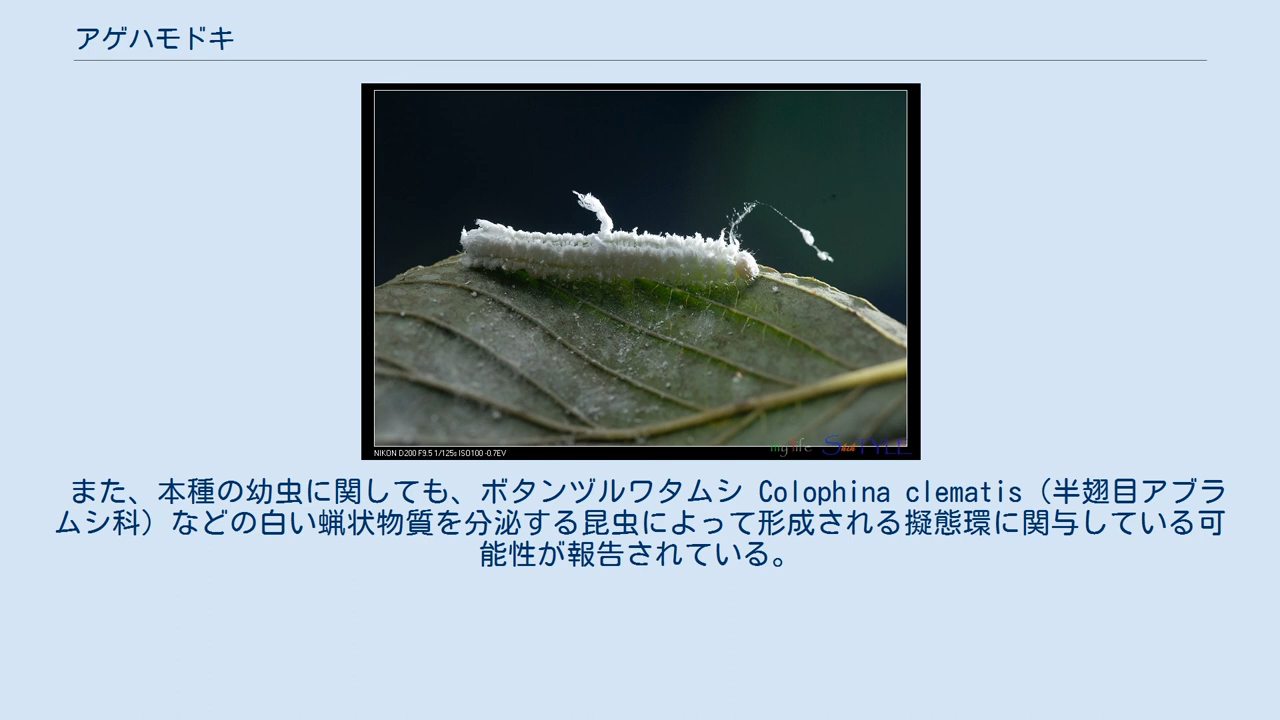 アゲハモドキ
NIKON D200 F9.5 1/125s ISO100 -0.7EV
my life
また、本種の幼虫に関しても、ボタンヅルワタムシ Colophina clematis（半翅目アブラ
ムシ科）などの白い蝋状物質を分泌する昆虫によって形成される擬態環に関与している可
能性が報告されている。